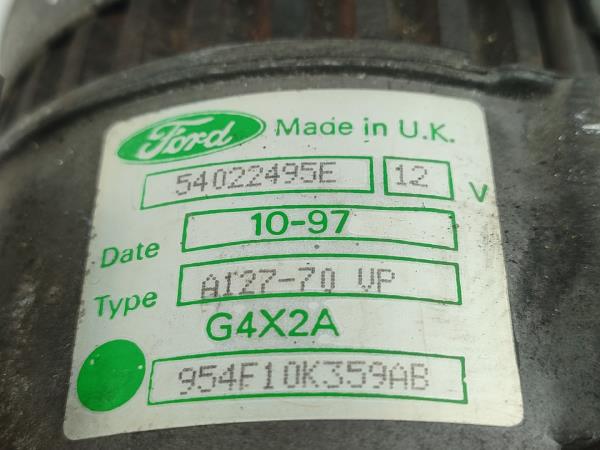 Ford Made in U.K.
54022495E 12 V
Date 10-97
Type A127-70 VP
G4X2A
954F10K359AB